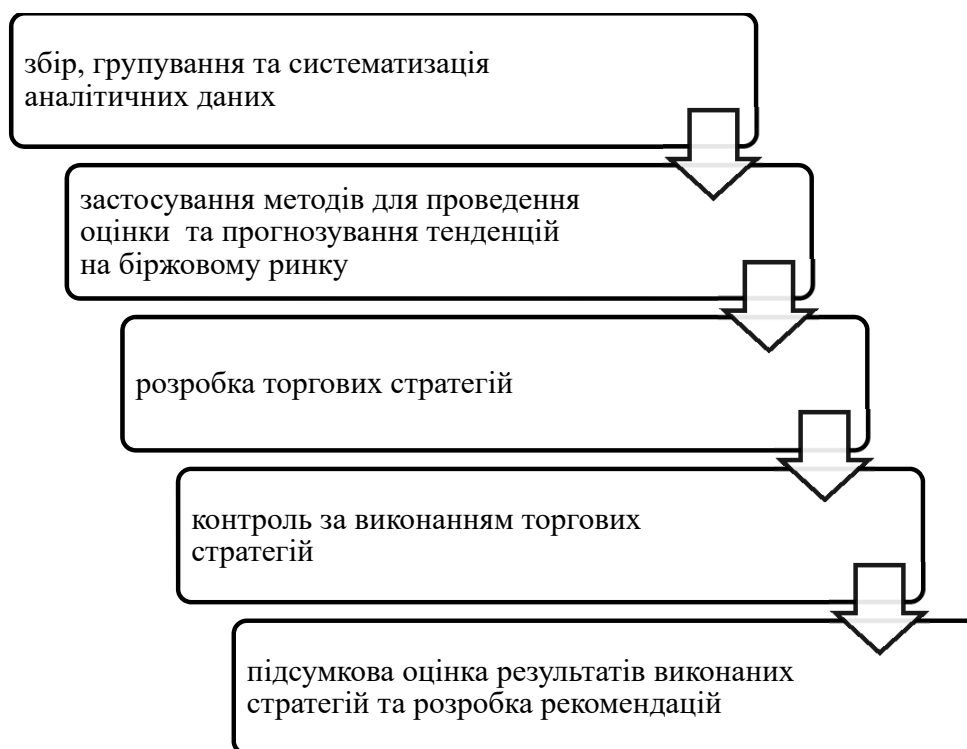 збір, групування та систематизація
аналітичних даних
застосування методів для проведення
оцінки та прогнозування тенденцій
на біржовому ринку
розробка торгових стратегій
контроль за виконанням торгових
стратегій
підсумкова оцінка результатів виконаних
стратегій та розробка рекомендацій